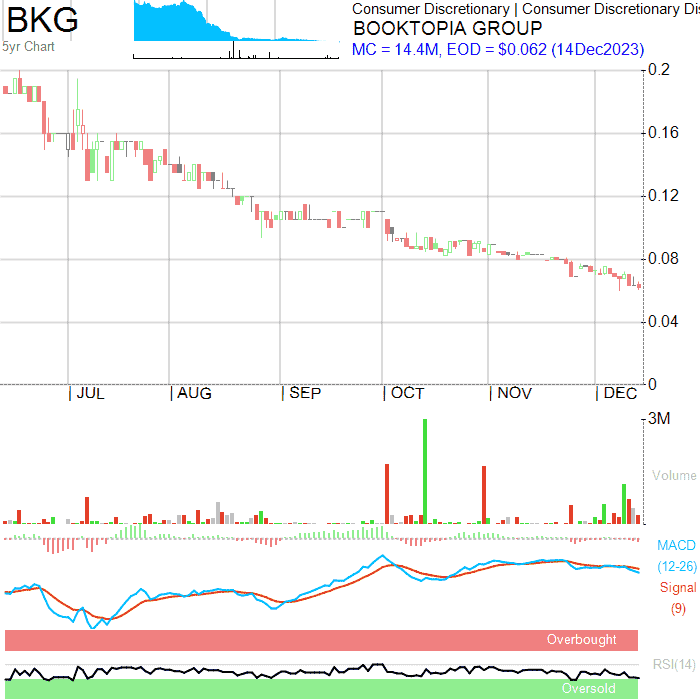 BKG
5yr Chart
Consumer Discretionary | Consumer Discretionary Dis
BOOKTOPIA GROUP
MC = 14.4M, EOD = $0.062 (14Dec2023)
0.2
0.16
0.12
0.08
0.04
0
| JUL | AUG | SEP | OCT | NOV | DEC
3M
Volume
MACD
(12-26)
Signal
(9)
Overbought
RSI(14)
Oversold